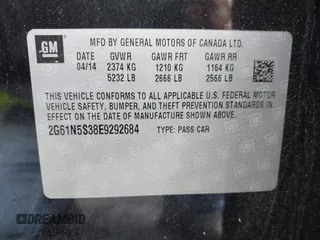 GM
MFD BY GENERAL MOTORS OF CANADA LTD.
DATE GVWR GAWR FRT GAWR RR
04/14 2374 KG 1210 KG 1164 KG
5232 LB 2666 LB 2566 LB
THIS VEHICLE CONFORMS TO ALL APPLICABLE U.S. FEDERAL MOTOR
VEHICLE SAFETY, BUMPER, AND THEFT PREVENTION STANDARDS IN
EFFECT ON THE DATE OF MANUFACTURE SHOWN ABOVE.
2G61N5S38E9292684 TYPE: PASS CAR
DREAMBID